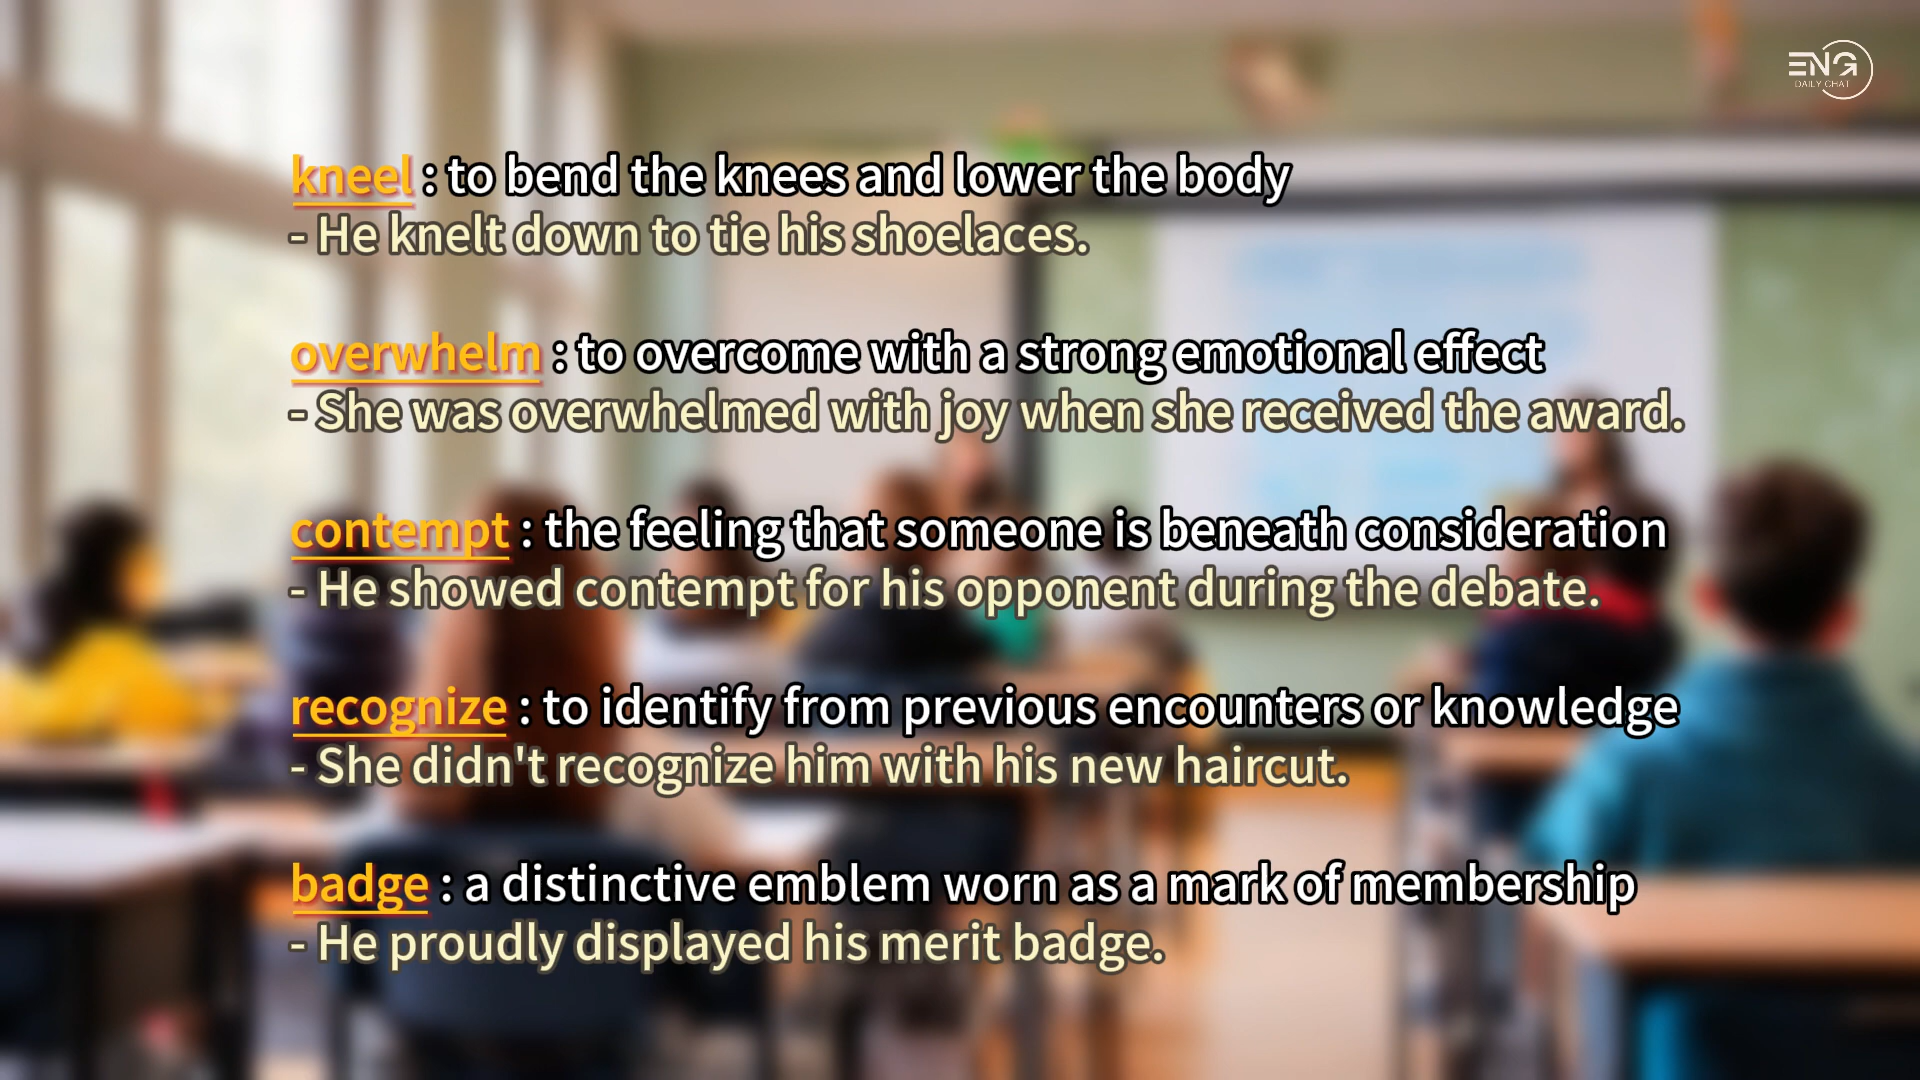 ENG
DAILY CHAT
kneel : to bend the knees and lower the body
- He knelt down to tie his shoelaces.
overwhelm : to overcome with a strong emotional effect
- She was overwhelmed with joy when she received the award.
contempt : the feeling that someone is beneath consideration
- He showed contempt for his opponent during the debate.
recognize : to identify from previous encounters or knowledge
- She didn't recognize him with his new haircut.
badge : a distinctive emblem worn as a mark of membership
- He proudly displayed his merit badge.